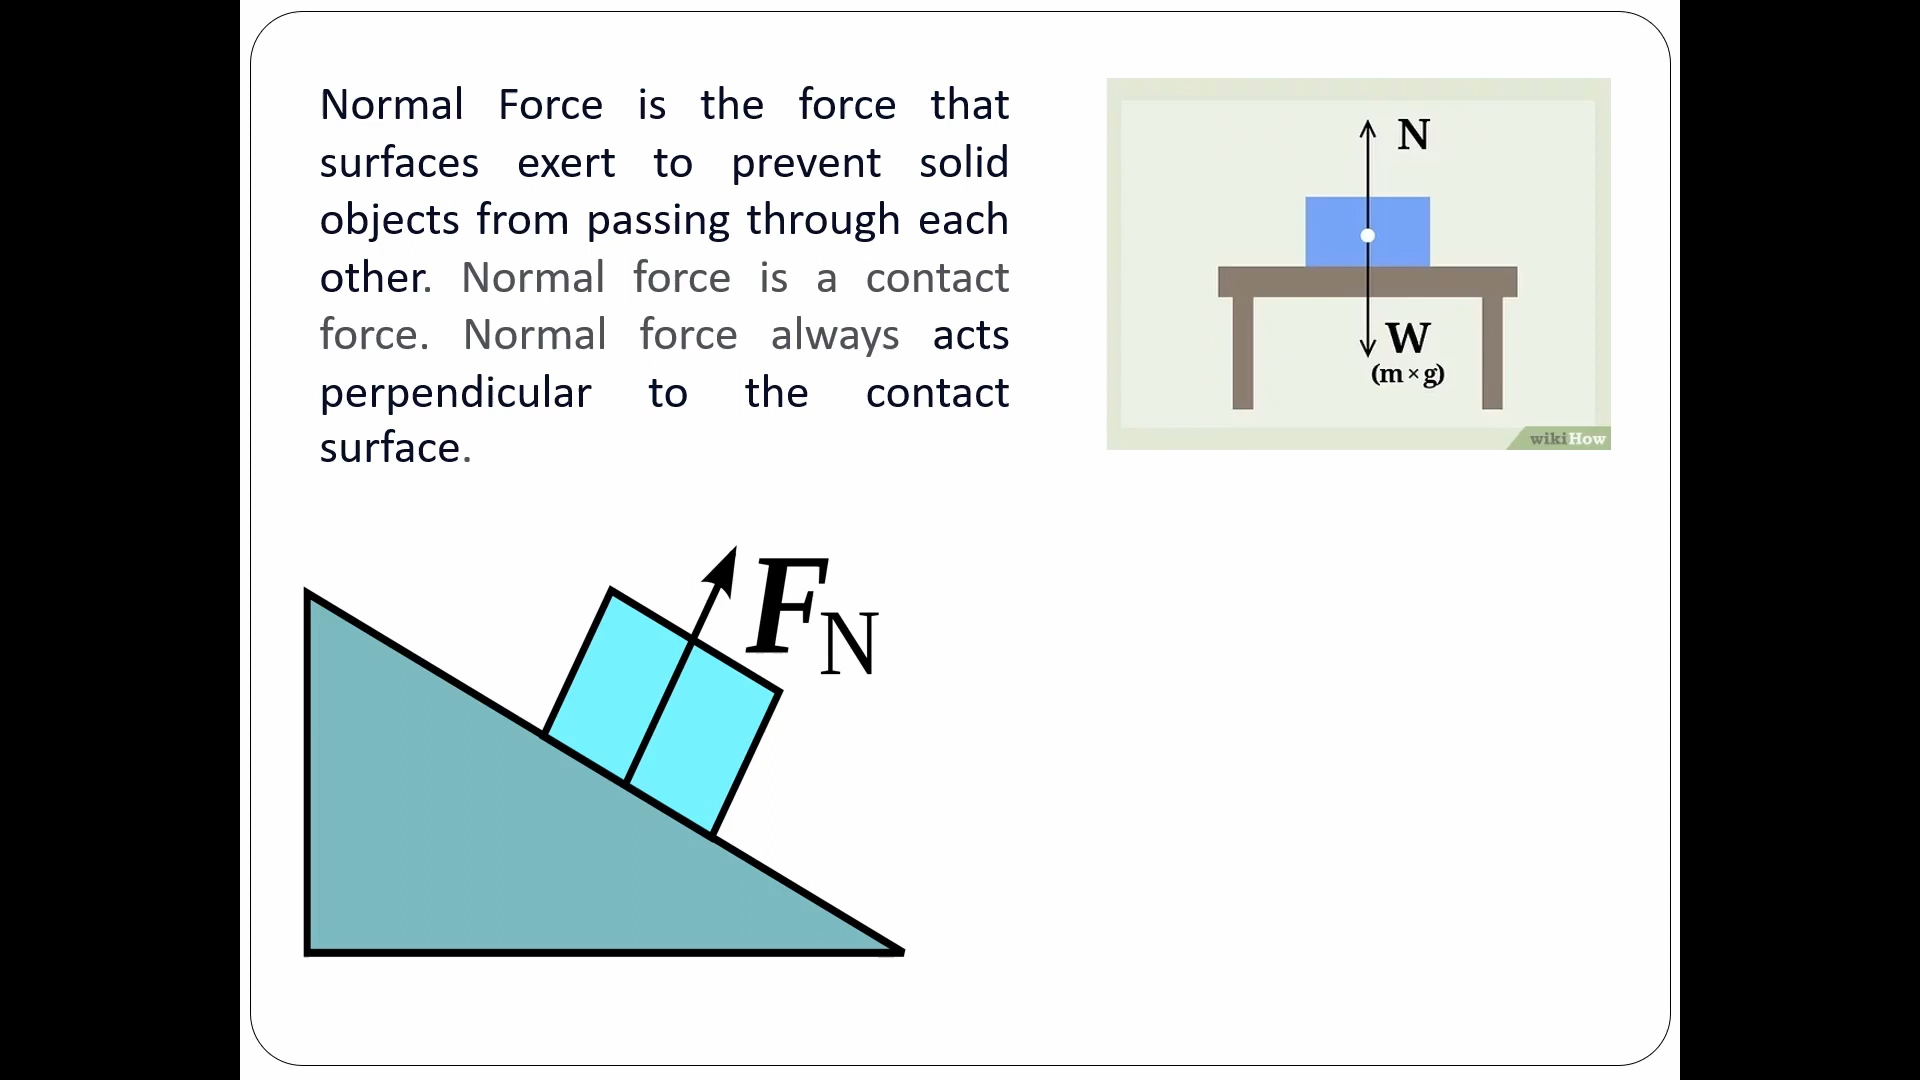 Normal Force is the force that
surfaces exert to prevent solid
objects from passing through each
other. Normal force is a contact
force. Normal force always acts
perpendicular to the contact
surface.
N
W
(m × g)
wikiHow
F_N